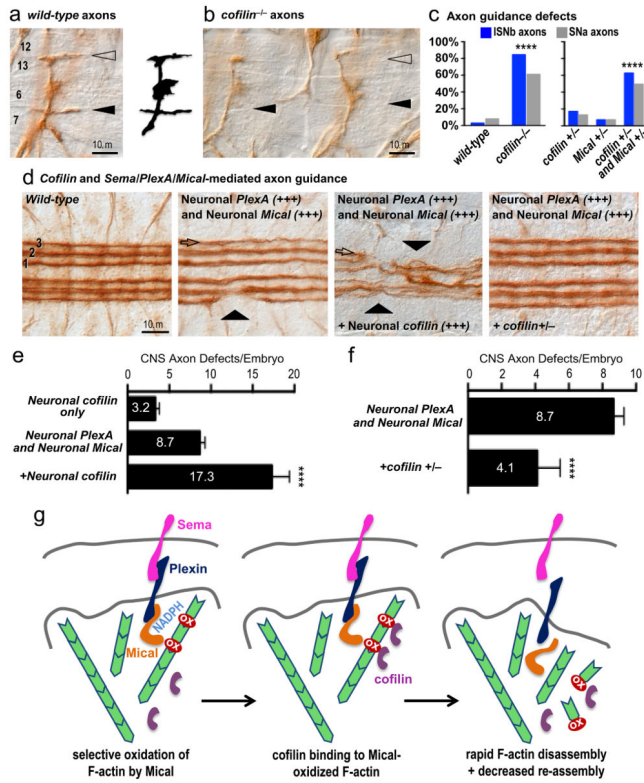 a wild-type axons
12
13
6
7
10. m
b cofilin–/– axons
10. m
c Axon guidance defects
ISNb axons SNa axons
100%
80%
60%
40%
20%
0%
****
****
wild-type
cofilin–/–
cofilin +/–
Mical +/–
cofilin +/–
and Mical +/–
d Cofilin and Sema/PlexA/Mical-mediated axon guidance
Wild-type
3
2
1
10. m
Neuronal PlexA (+++)
and Neuronal Mical (+++)
Neuronal PlexA (+++)
and Neuronal Mical (+++)
+ Neuronal cofilin (+++)
Neuronal PlexA (+++)
and Neuronal Mical (+++)
+ cofilin+/–
e
CNS Axon Defects/Embryo
0 5 10 15 20
Neuronal cofilin
only
3.2
Neuronal PlexA
and Neuronal Mical
8.7
+Neuronal cofilin
17.3
****
f
CNS Axon Defects/Embryo
0 2 4 6 8 10
Neuronal PlexA
and Neuronal Mical
8.7
+cofilin +/–
4.1
****
g
Sema
Plexin
NADPH
Mical
OX
OX
selective oxidation of
F-actin by Mical
OX
OX
cofilin
cofilin binding to Mical-
oxidized F-actin
OX
OX
rapid F-actin disassembly
+ decreased re-assembly